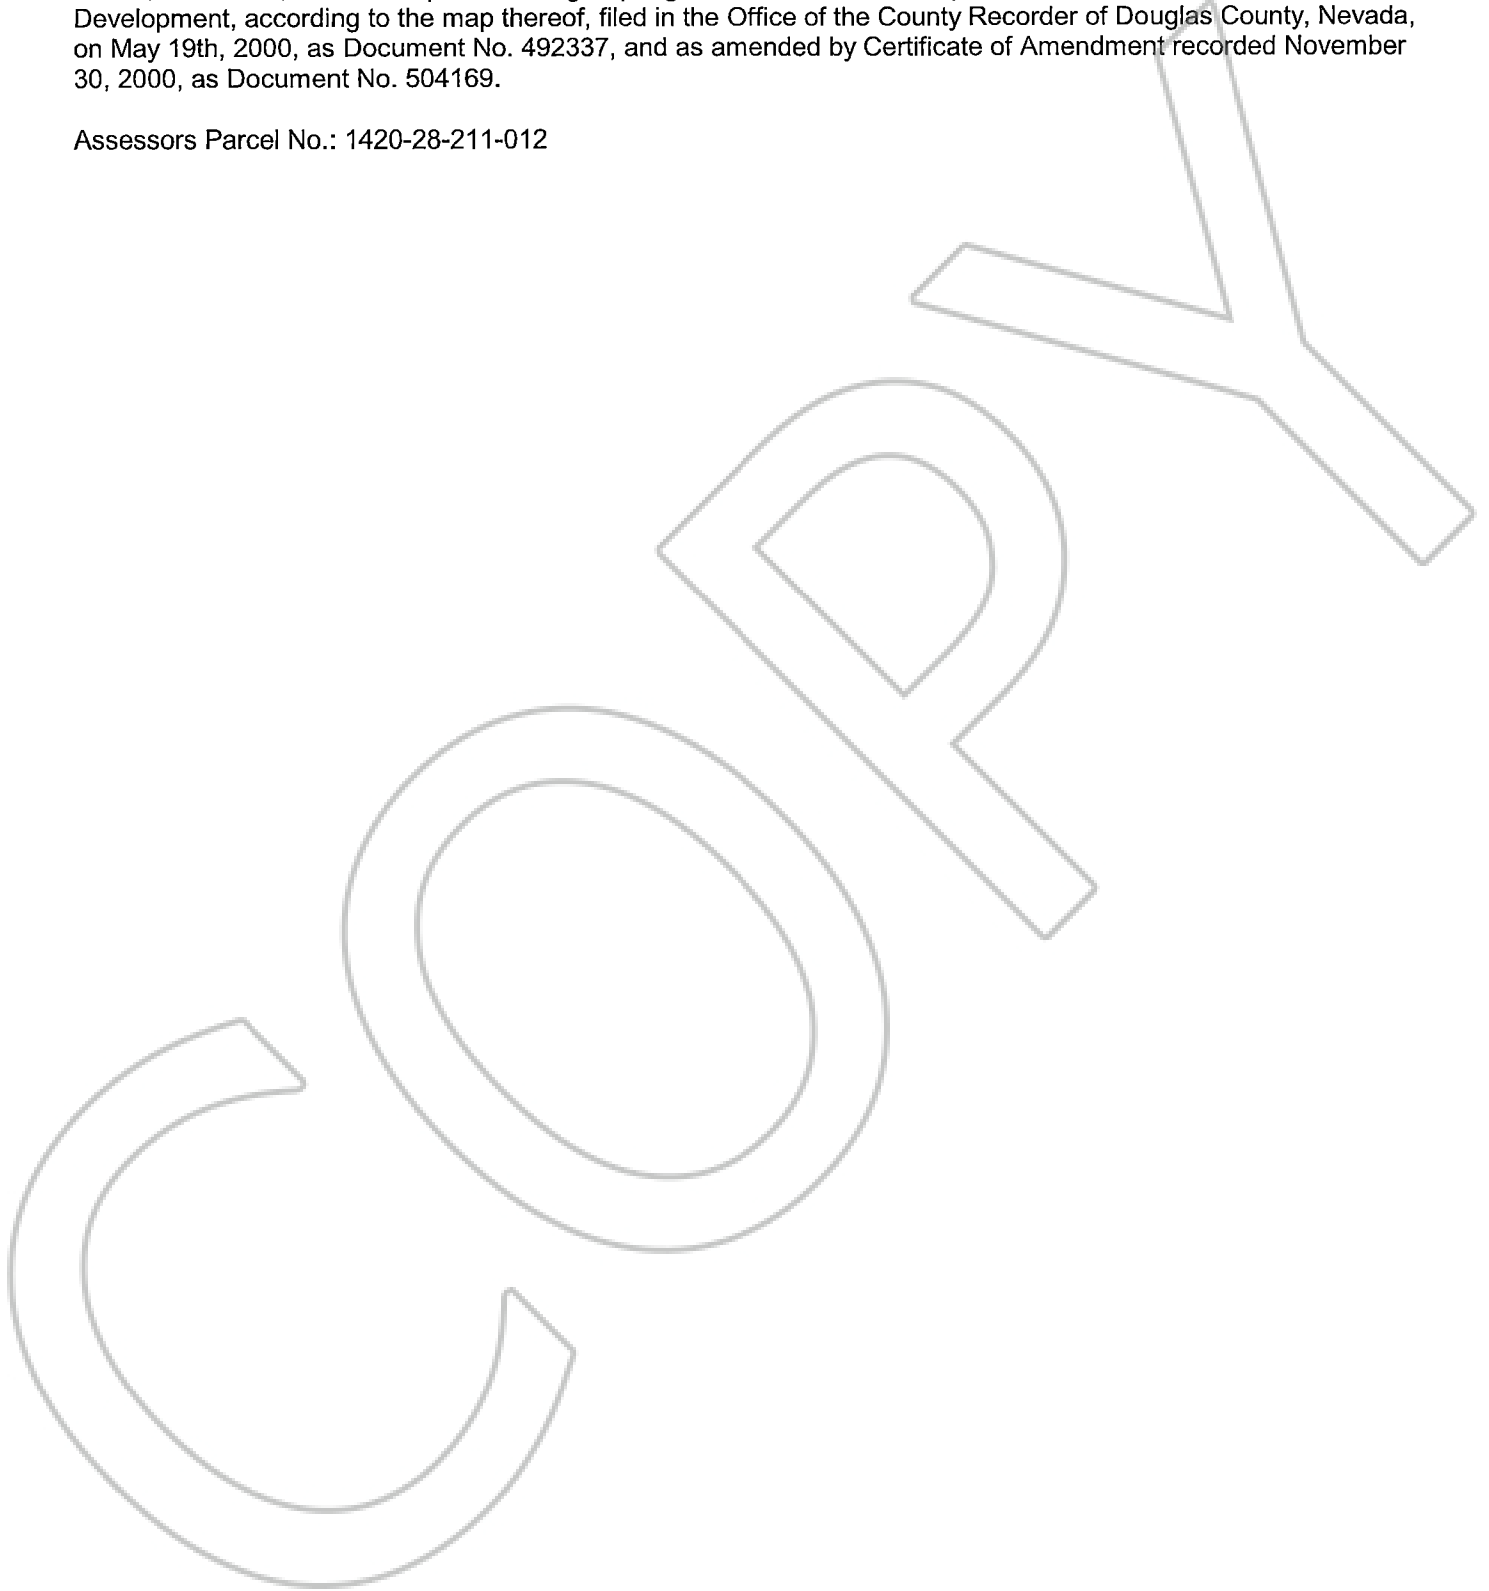 Development, according to the map thereof, filed in the Office of the County Recorder of Douglas County, Nevada,
on May 19th, 2000, as Document No. 492337, and as amended by Certificate of Amendment recorded November
30, 2000, as Document No. 504169.
Assessors Parcel No.: 1420-28-211-012
COPY